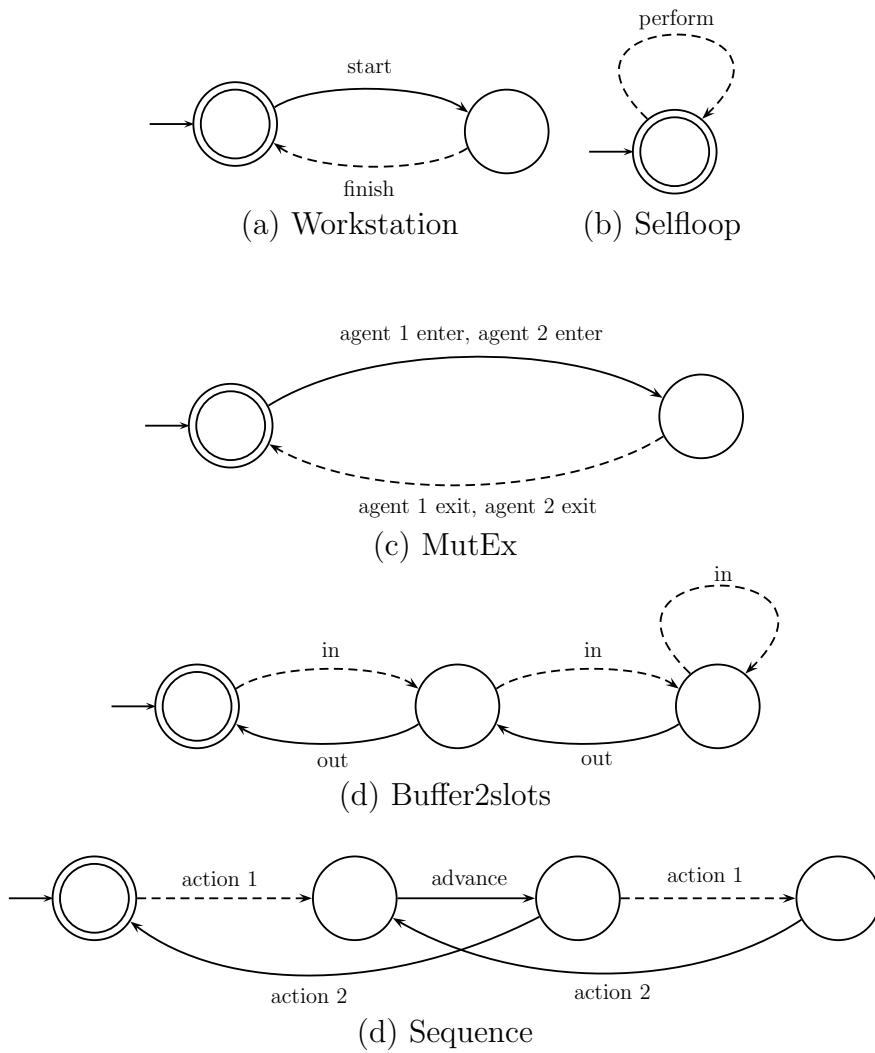 perform
start
finish
(a) Workstation
(b) Selfloop
agent 1 enter, agent 2 enter
agent 1 exit, agent 2 exit
(c) MutEx
in
in
in
out
out
(d) Buffer2slots
action 1
advance
action 1
action 2
action 2
(d) Sequence